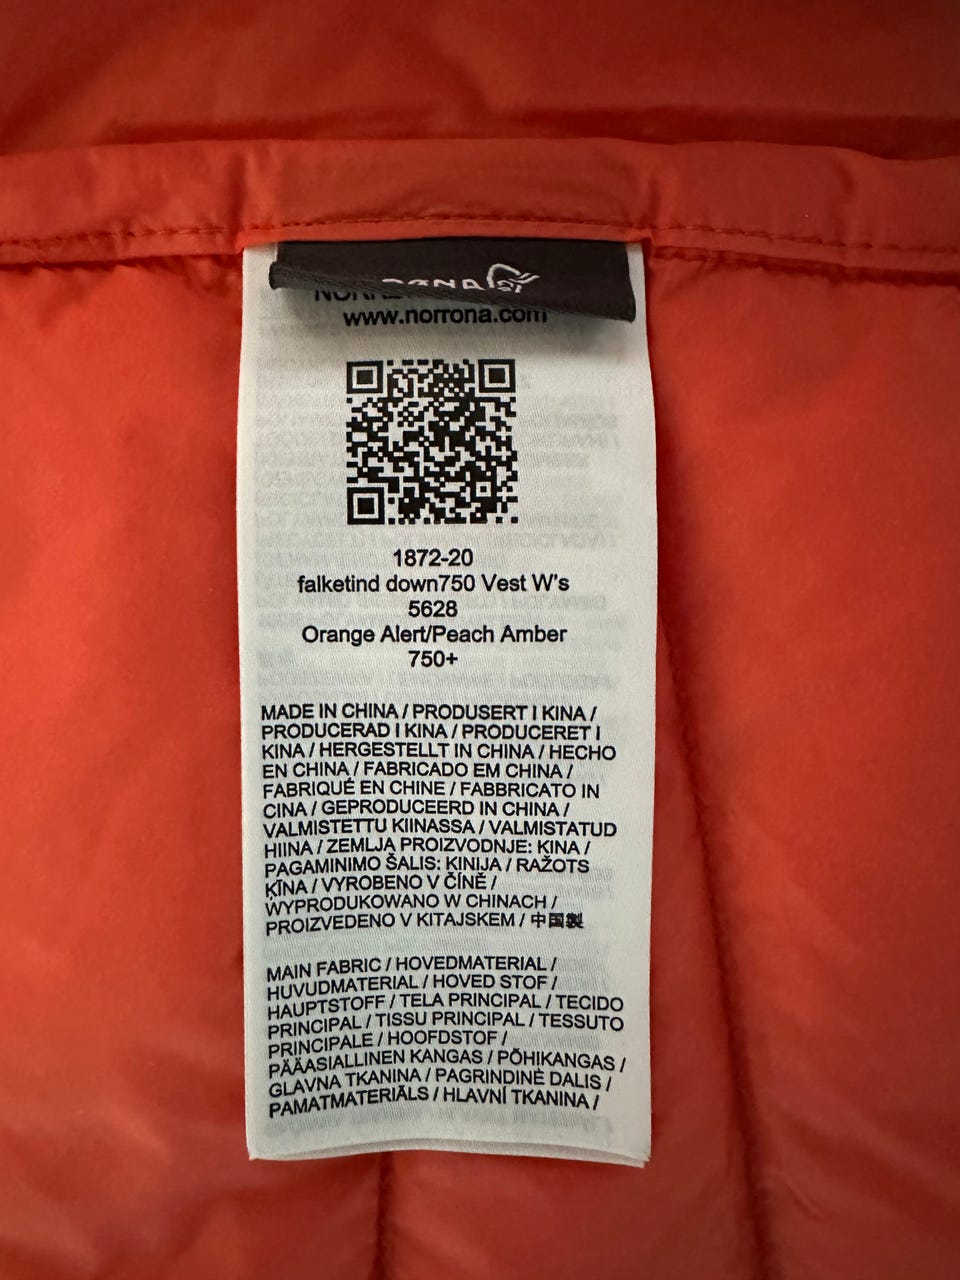 www.norrona.com
1872-20
falketind down750 Vest W's
5628
Orange Alert/Peach Amber
750+
MADE IN CHINA / PRODUSERT I KINA /
PRODUCERAD I KINA / PRODUCERET I
KINA / HERGESTELLT IN CHINA / HECHO
EN CHINA / FABRICADO EM CHINA /
FABRIQUÉ EN CHINE / FABBRICATO IN
CINA / GEPRODUCEERD IN CHINA /
VALMISTETTU KIINASSA / VALMISTATUD
HIINA / ZEMLJA PROIZVODNJE: KINA /
PAGAMINIMO ŠALIS: KINIJA / RAŽOTS
ĶĪNA / VYROBENO V ČÍNĚ /
WYPRODUKOWANO W CHINACH /
PROIZVEDENO V KITAJSKEM / 中国製
MAIN FABRIC / HOVEDMATERIAL /
HUVUDMATERIAL / HOVED STOF /
HAUPTSTOFF / TELA PRINCIPAL / TECIDO
PRINCIPAL / TISSU PRINCIPAL / TESSUTO
PRINCIPALE / HOOFDSTOF /
PÄÄASIALLINEN KANGAS / PÕHIKANGAS /
GLAVNA TKANINA / PAGRINDINĖ DALIS /
PAMATMATERIĀLS / HLAVNÍ TKANINA /